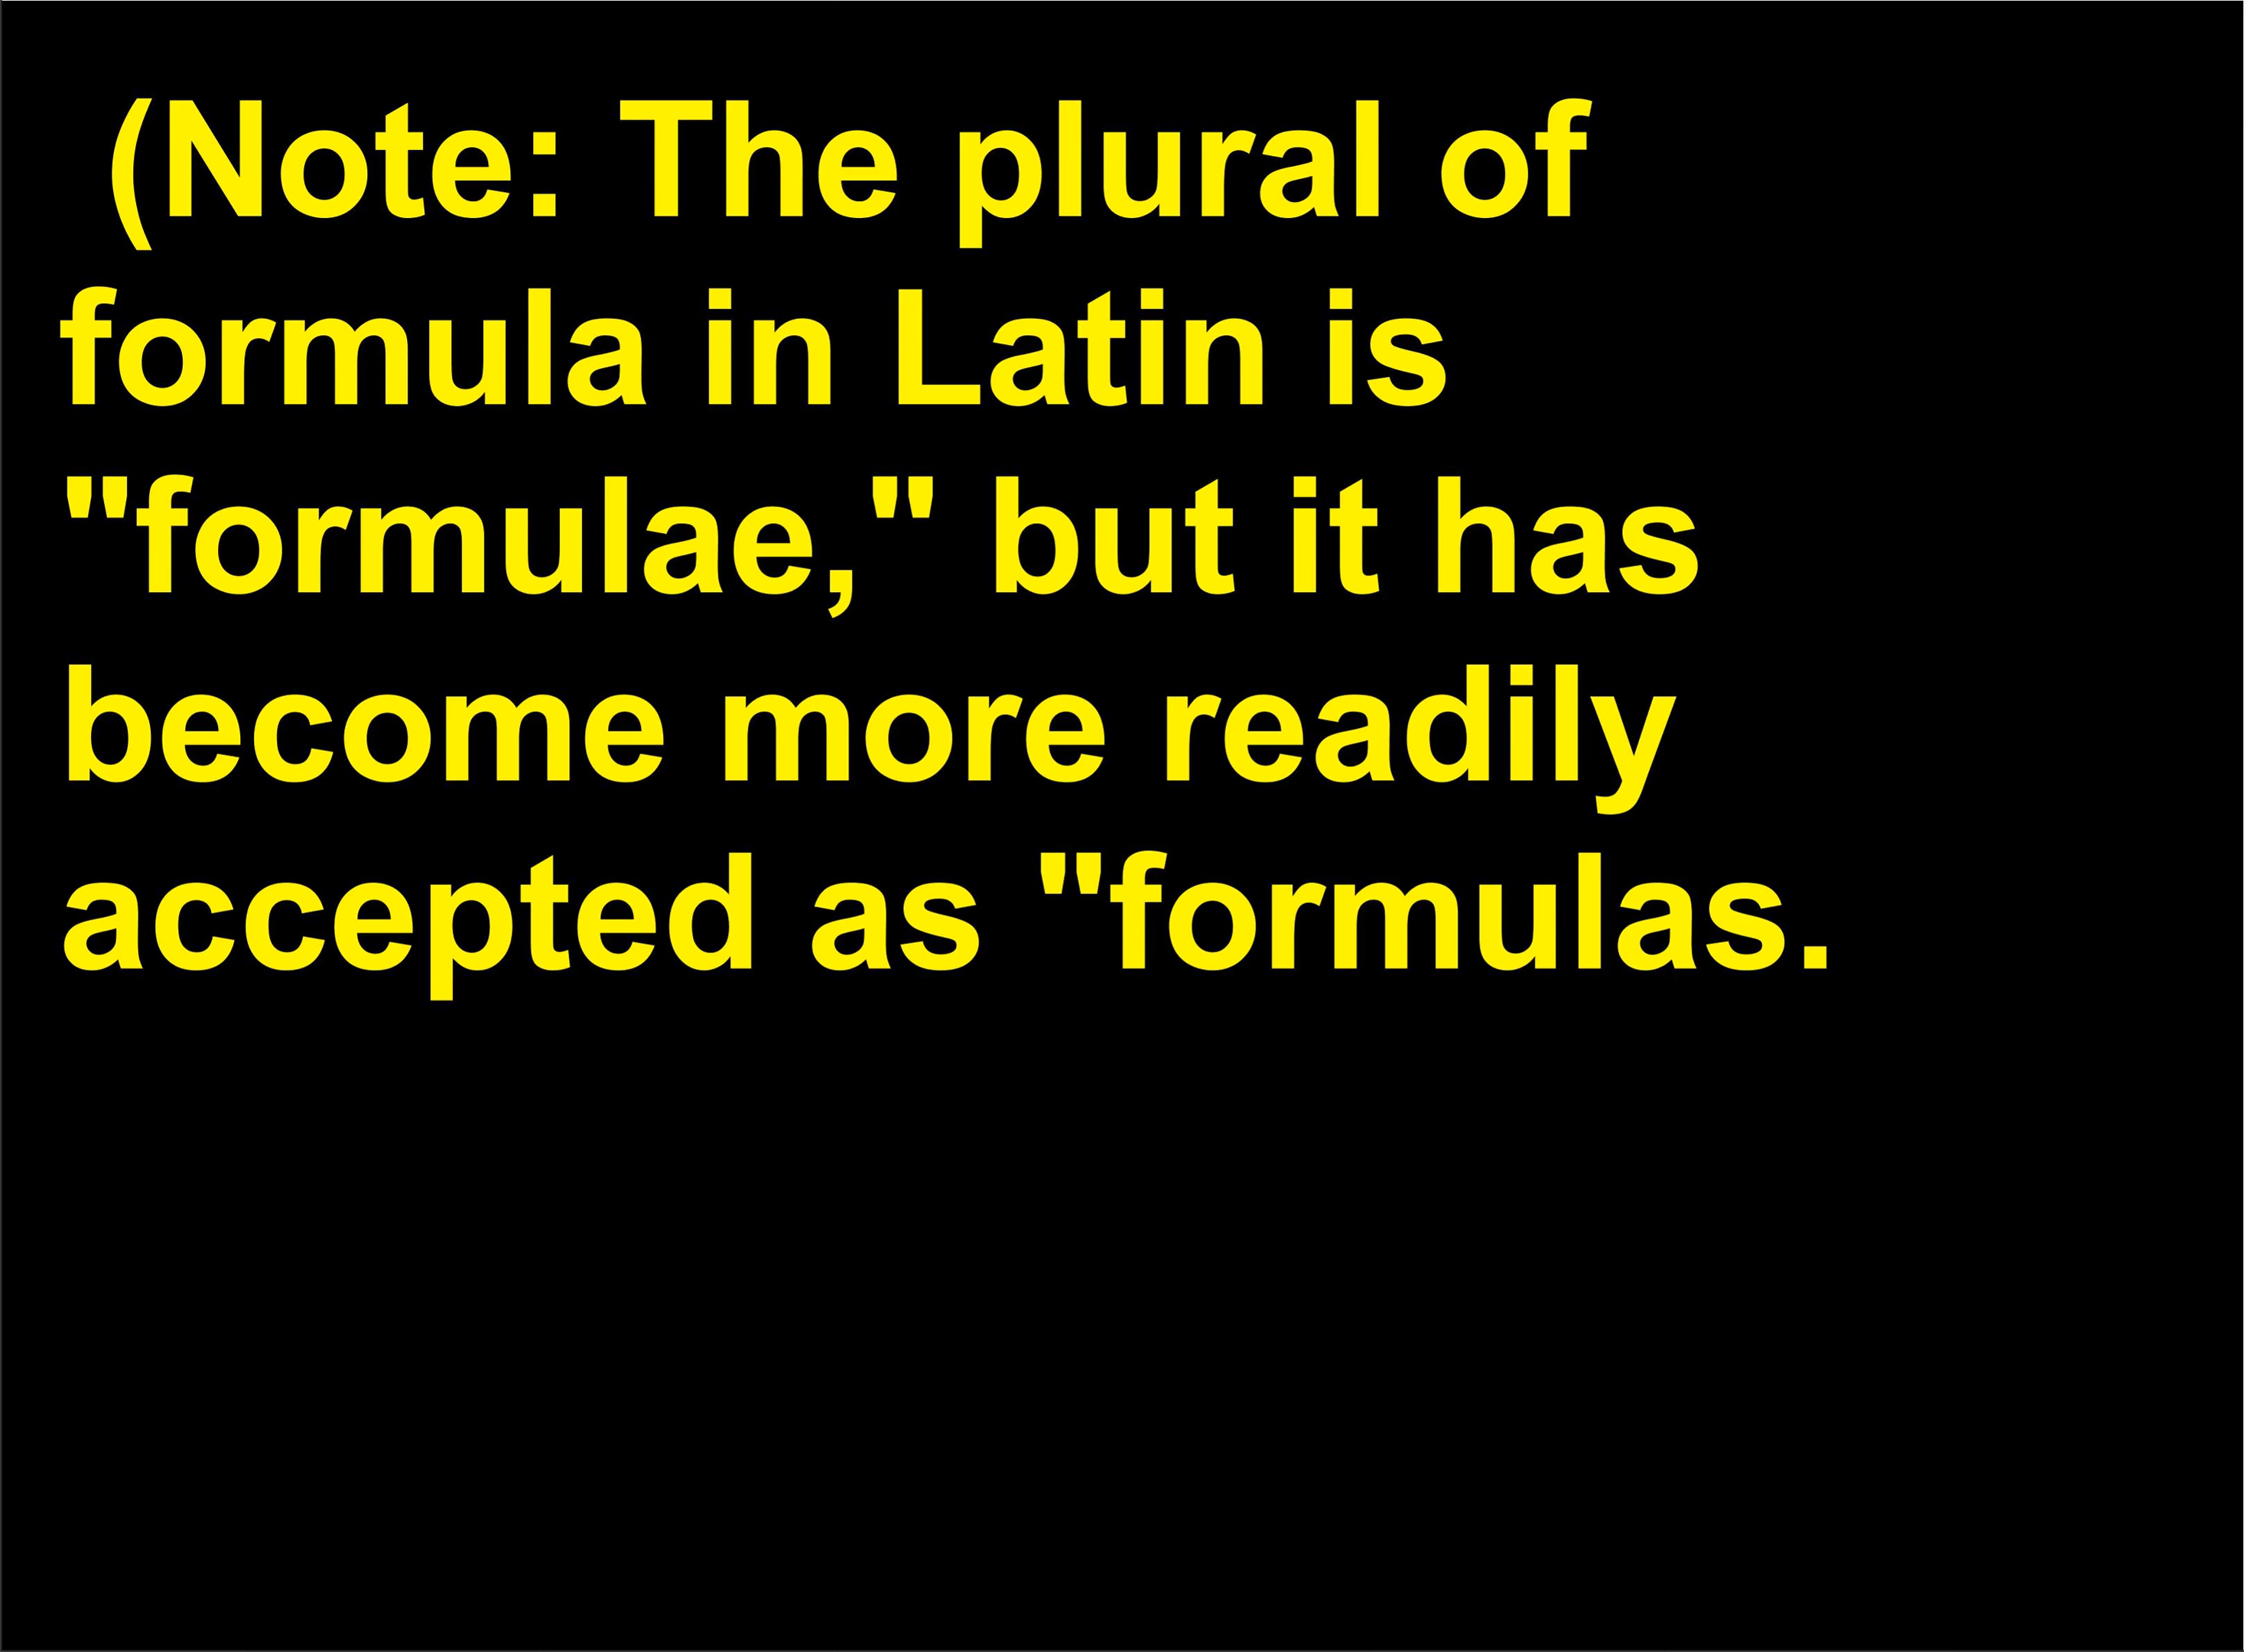 (Note: The plural of
formula in Latin is
"formulae," but it has
become more readily
accepted as "formulas.